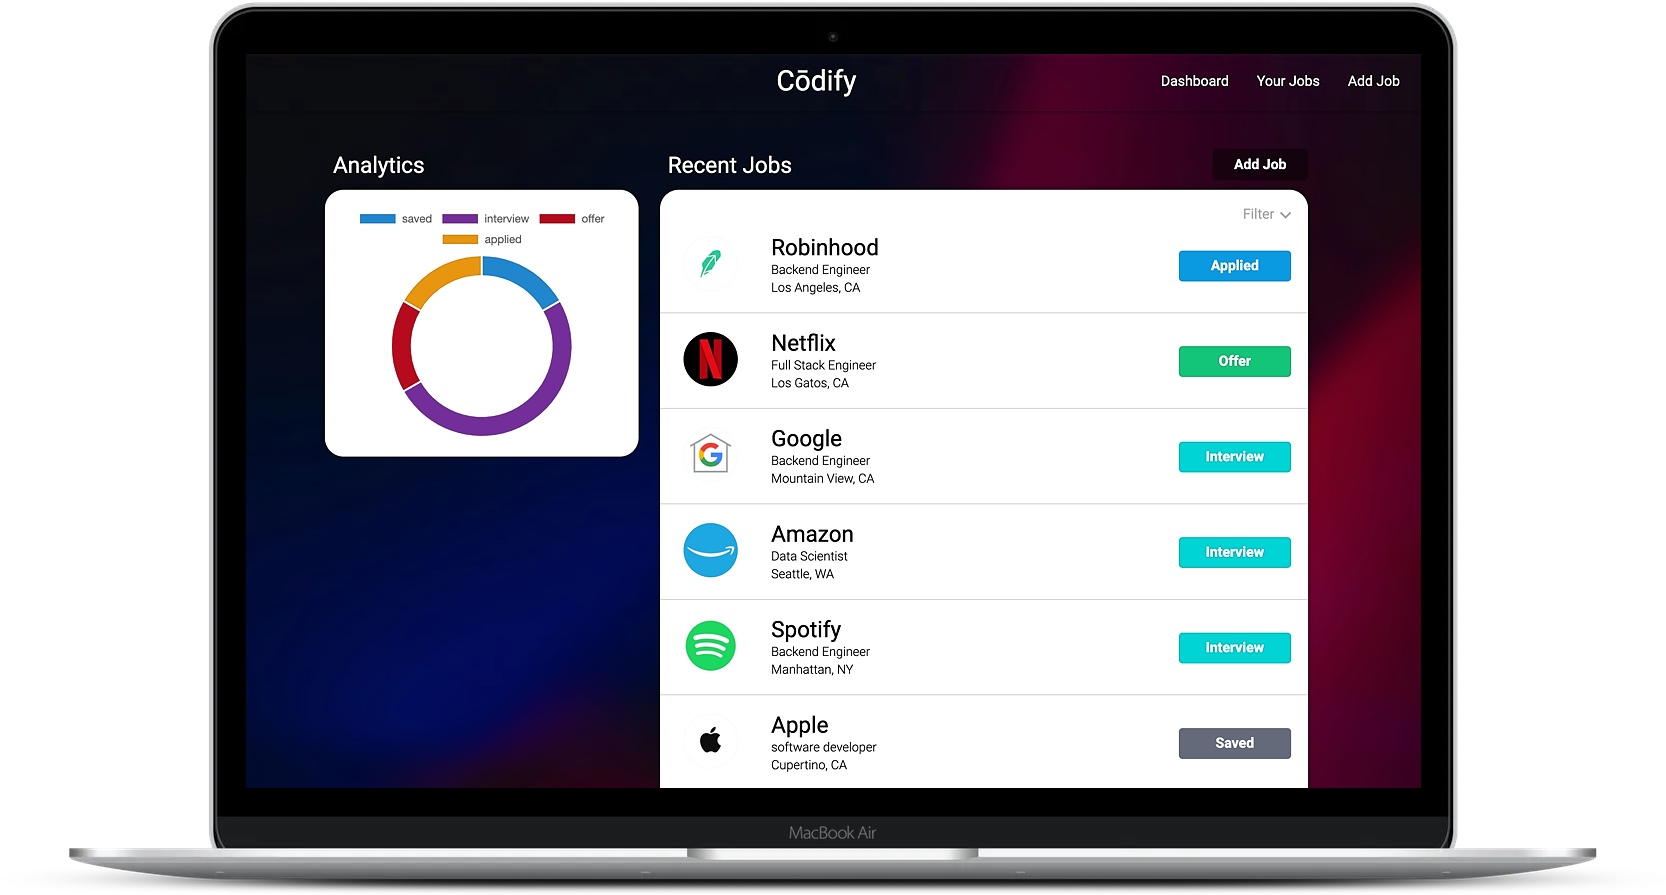 Cōdify
Dashboard Your Jobs Add Job
Analytics
saved interview offer
applied
Recent Jobs
Add Job
Filter
Robinhood
Backend Engineer
Los Angeles, CA
Applied
Netflix
Full Stack Engineer
Los Gatos, CA
Offer
Google
Backend Engineer
Mountain View, CA
Interview
Amazon
Data Scientist
Seattle, WA
Interview
Spotify
Backend Engineer
Manhattan, NY
Interview
Apple
software developer
Cupertino, CA
Saved
MacBook Air